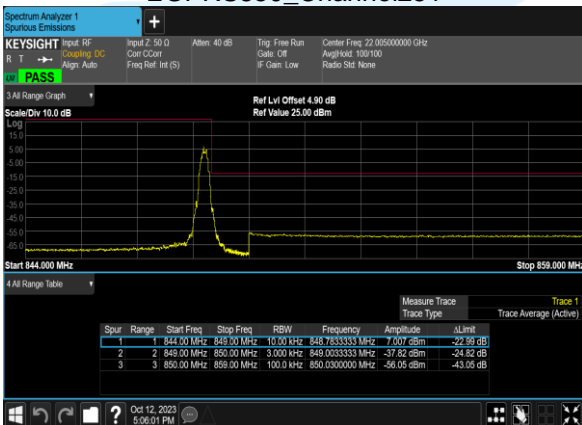 Spectrum Analyzer 1
Spurious Emissions
+
KEYSIGHT Input: RF Input Z: 50 Ω Atten: 40 dB Trig: Free Run Center Freq: 22.005000000 GHz
R T Coupling: DC Corr CCorr Gate: Off Avg|Hold: 100/100
Align: Auto Freq Ref: Int (S) IF Gain: Low Radio Std: None
LW PASS
3 All Range Graph
Ref Lvl Offset 4.90 dB
Scale/Div 10.0 dB Ref Value 25.00 dBm
Log
15.0
5.00
-5.00
-15.0
-25.0
-35.0
-45.0
-55.0
-65.0
Start 844.000 MHz Stop 859.000 MHz
4 All Range Table
Measure Trace Trace 1
Trace Type Trace Average (Active)
Spur Range Start Freq Stop Freq RBW Frequency Amplitude ΔLimit
1 1 844.00 MHz 849.00 MHz 10.00 kHz 848.7833333 MHz 7.007 dBm -22.99 dB
2 2 849.00 MHz 850.00 MHz 3.000 kHz 849.0033333 MHz -37.82 dBm -24.82 dB
3 3 850.00 MHz 859.00 MHz 100.0 kHz 850.0300000 MHz -56.05 dBm -43.05 dB
? Oct 12, 2023
5:06:01 PM